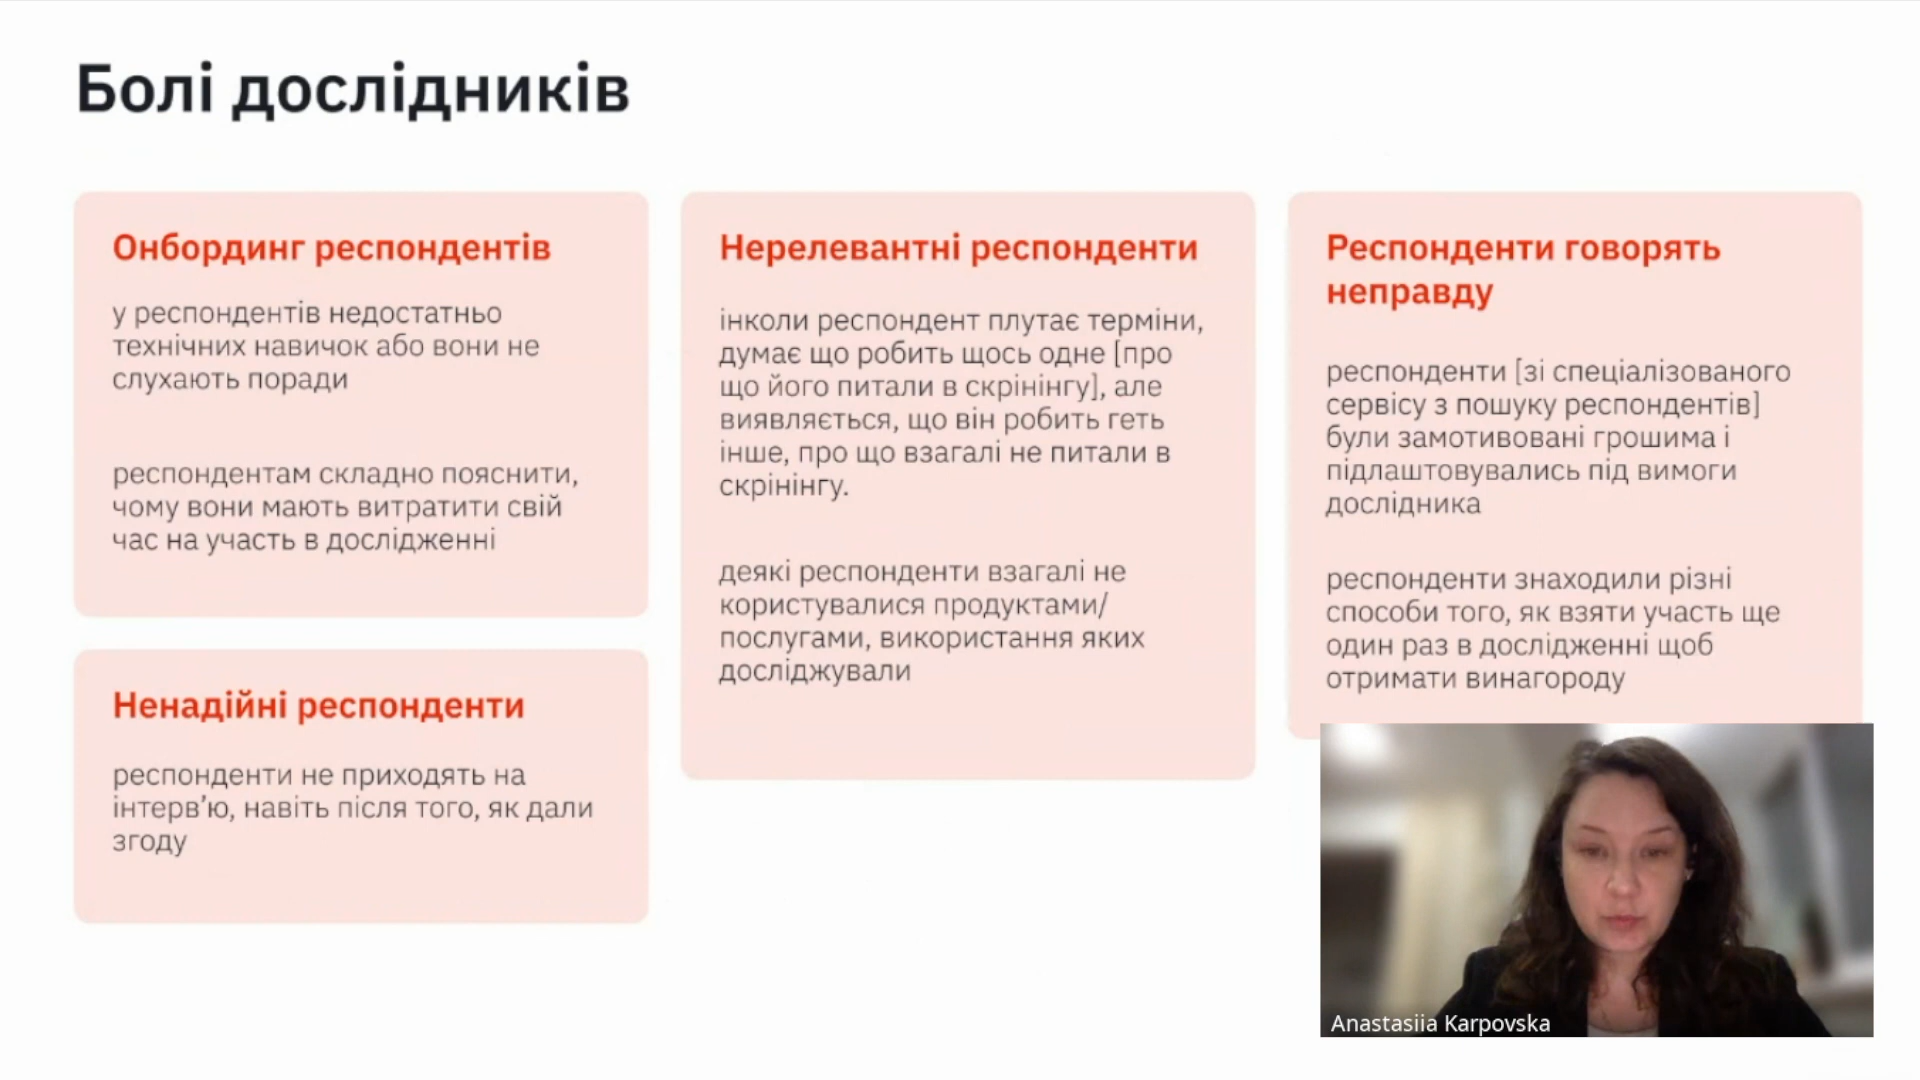 Болі дослідників
Онбординг респондентів
у респондентів недостатньо
технічних навичок або вони не
слухають поради
респондентам складно пояснити,
чому вони мають витратити свій
час на участь в дослідженні
Ненадійні респонденти
респонденти не приходять на
інтерв’ю, навіть після того, як дали
згоду
Нерелевантні респонденти
інколи респондент плутає терміни,
думає що робить щось одне [про
що його питали в скрінінгу], але
виявляється, що він робить геть
інше, про що взагалі не питали в
скрінінгу.
деякі респонденти взагалі не
користувалися продуктами/
послугами, використання яких
досліджували
Респонденти говорять
неправду
респонденти [зі спеціалізованого
сервісу з пошуку респондентів]
були замотивовані грошима і
підлаштовувались під вимоги
дослідника
респонденти знаходили різні
способи того, як взяти участь ще
один раз в дослідженні щоб
отримати винагороду
Anastasiia Karpovska